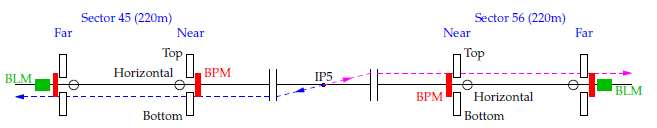 Sector 45 (220m)
Sector 56 (220m)
Far
Near
Near
Far
Top
Top
BLM
Horizontal
BPM
IP5
BPM
Horizontal
BLM
Bottom
Bottom